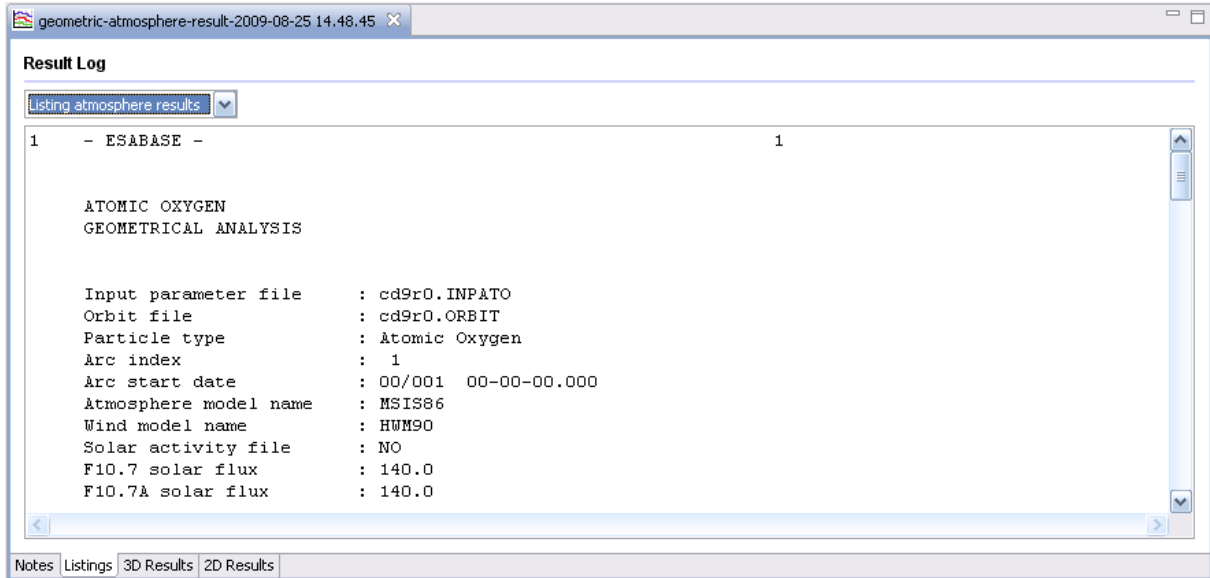 geometric-atmosphere-result-2009-08-25 14.48.45
Result Log
Listing atmosphere results
1 - ESABASE - 1
ATOMIC OXYGEN
GEOMETRICAL ANALYSIS
Input parameter file : cd9r0.INPATO
Orbit file : cd9r0.ORBIT
Particle type : Atomic Oxygen
Arc index : 1
Arc start date : 00/001 00-00-00.000
Atmosphere model name : MSIS86
Wind model name : HWM90
Solar activity file : NO
F10.7 solar flux : 140.0
F10.7A solar flux : 140.0
Notes Listings 3D Results 2D Results